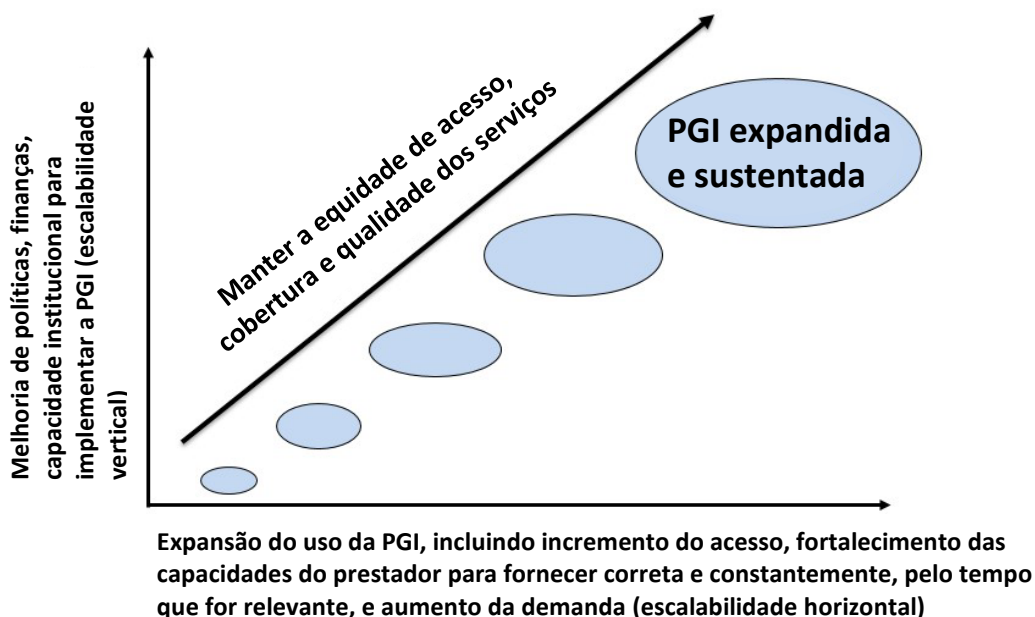 Melhoria de políticas, finanças,
capacidade institucional para
implementar a PGI (escalabilidade
vertical)
Manter a equidade de acesso,
cobertura e qualidade dos serviços
PGI expandida
e sustentada
Expansão do uso da PGI, incluindo incremento do acesso, fortalecimento das
capacidades do prestador para fornecer correta e constantemente, pelo tempo
que for relevante, e aumento da demanda (escalabilidade horizontal)